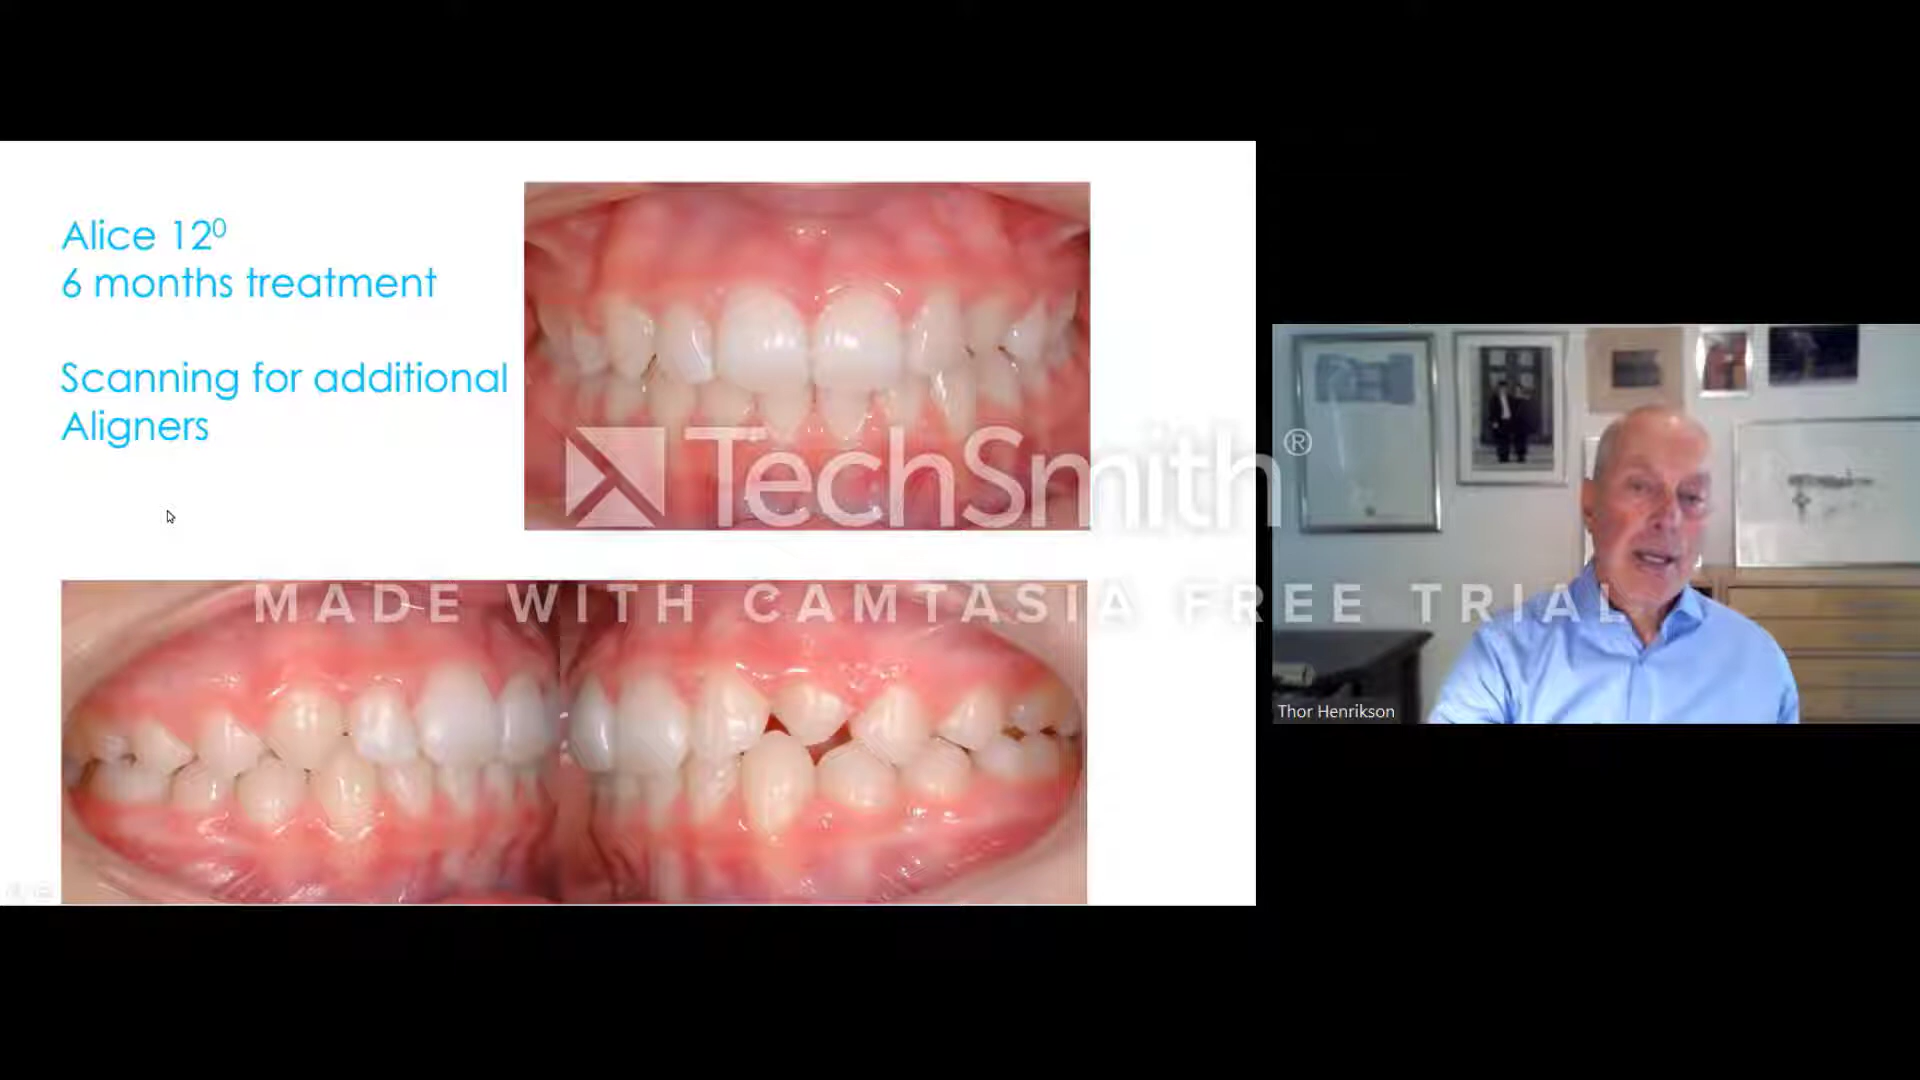 Alice 12⁰
6 months treatment
Scanning for additional
Aligners
TechSmith®
MADE WITH CAMTASIA FREE TRIAL
Thor Henrikson